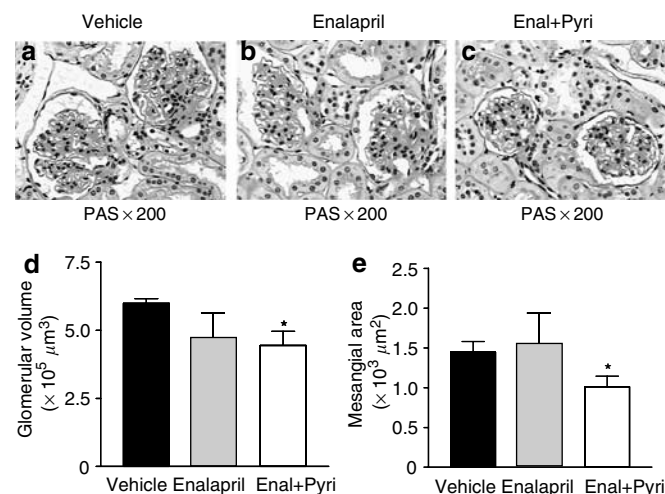 Vehicle Enalapril Enal+Pyri
a b c
PAS × 200 PAS × 200 PAS × 200
d
Glomerular volume
(× 10⁵ μm³)
7.5
5.0
2.5
0
*
Vehicle Enalapril Enal+Pyri
e
Mesangial area
(× 10³ μm²)
2.5
2.0
1.5
1.0
0.5
0
*
Vehicle Enalapril Enal+Pyri